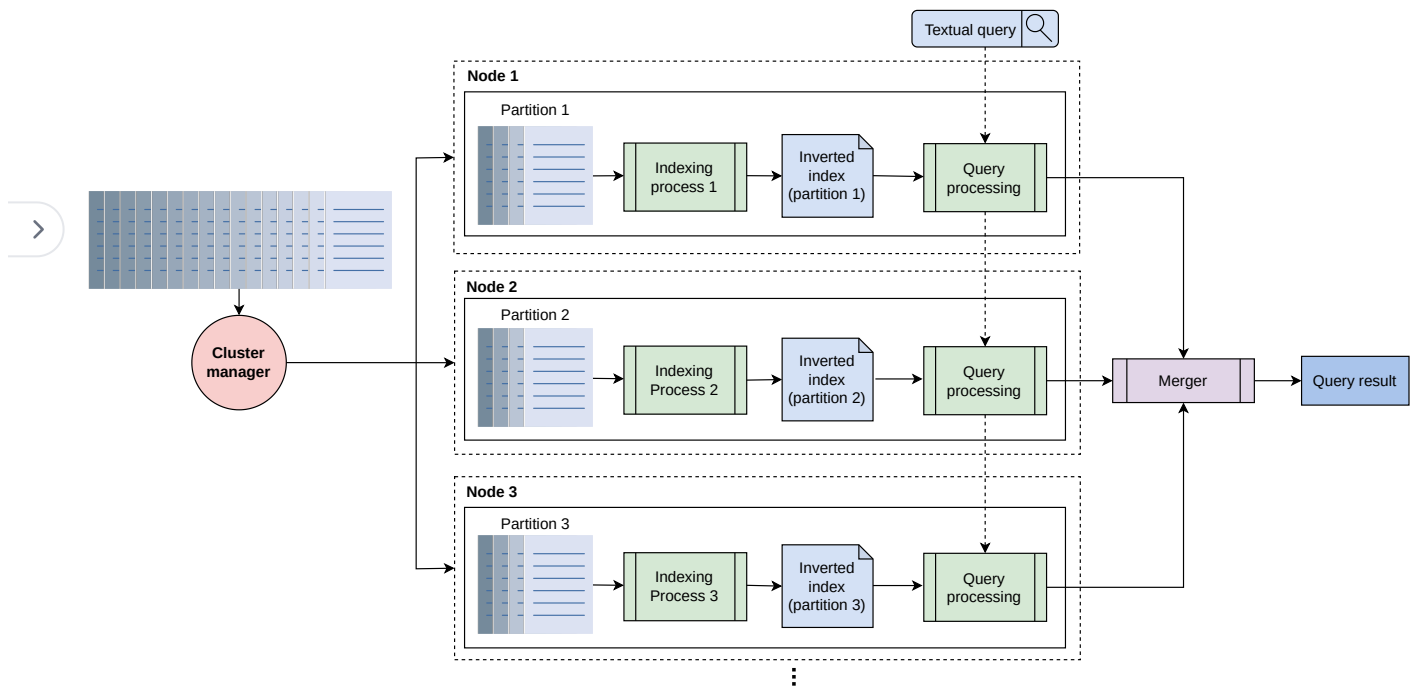 Textual query
Node 1
Partition 1
Indexing
process 1
Inverted
index
(partition 1)
Query
processing
Cluster
manager
Node 2
Partition 2
Indexing
Process 2
Inverted
index
(partition 2)
Query
processing
Merger
Query result
Node 3
Partition 3
Indexing
Process 3
Inverted
index
(partition 3)
Query
processing